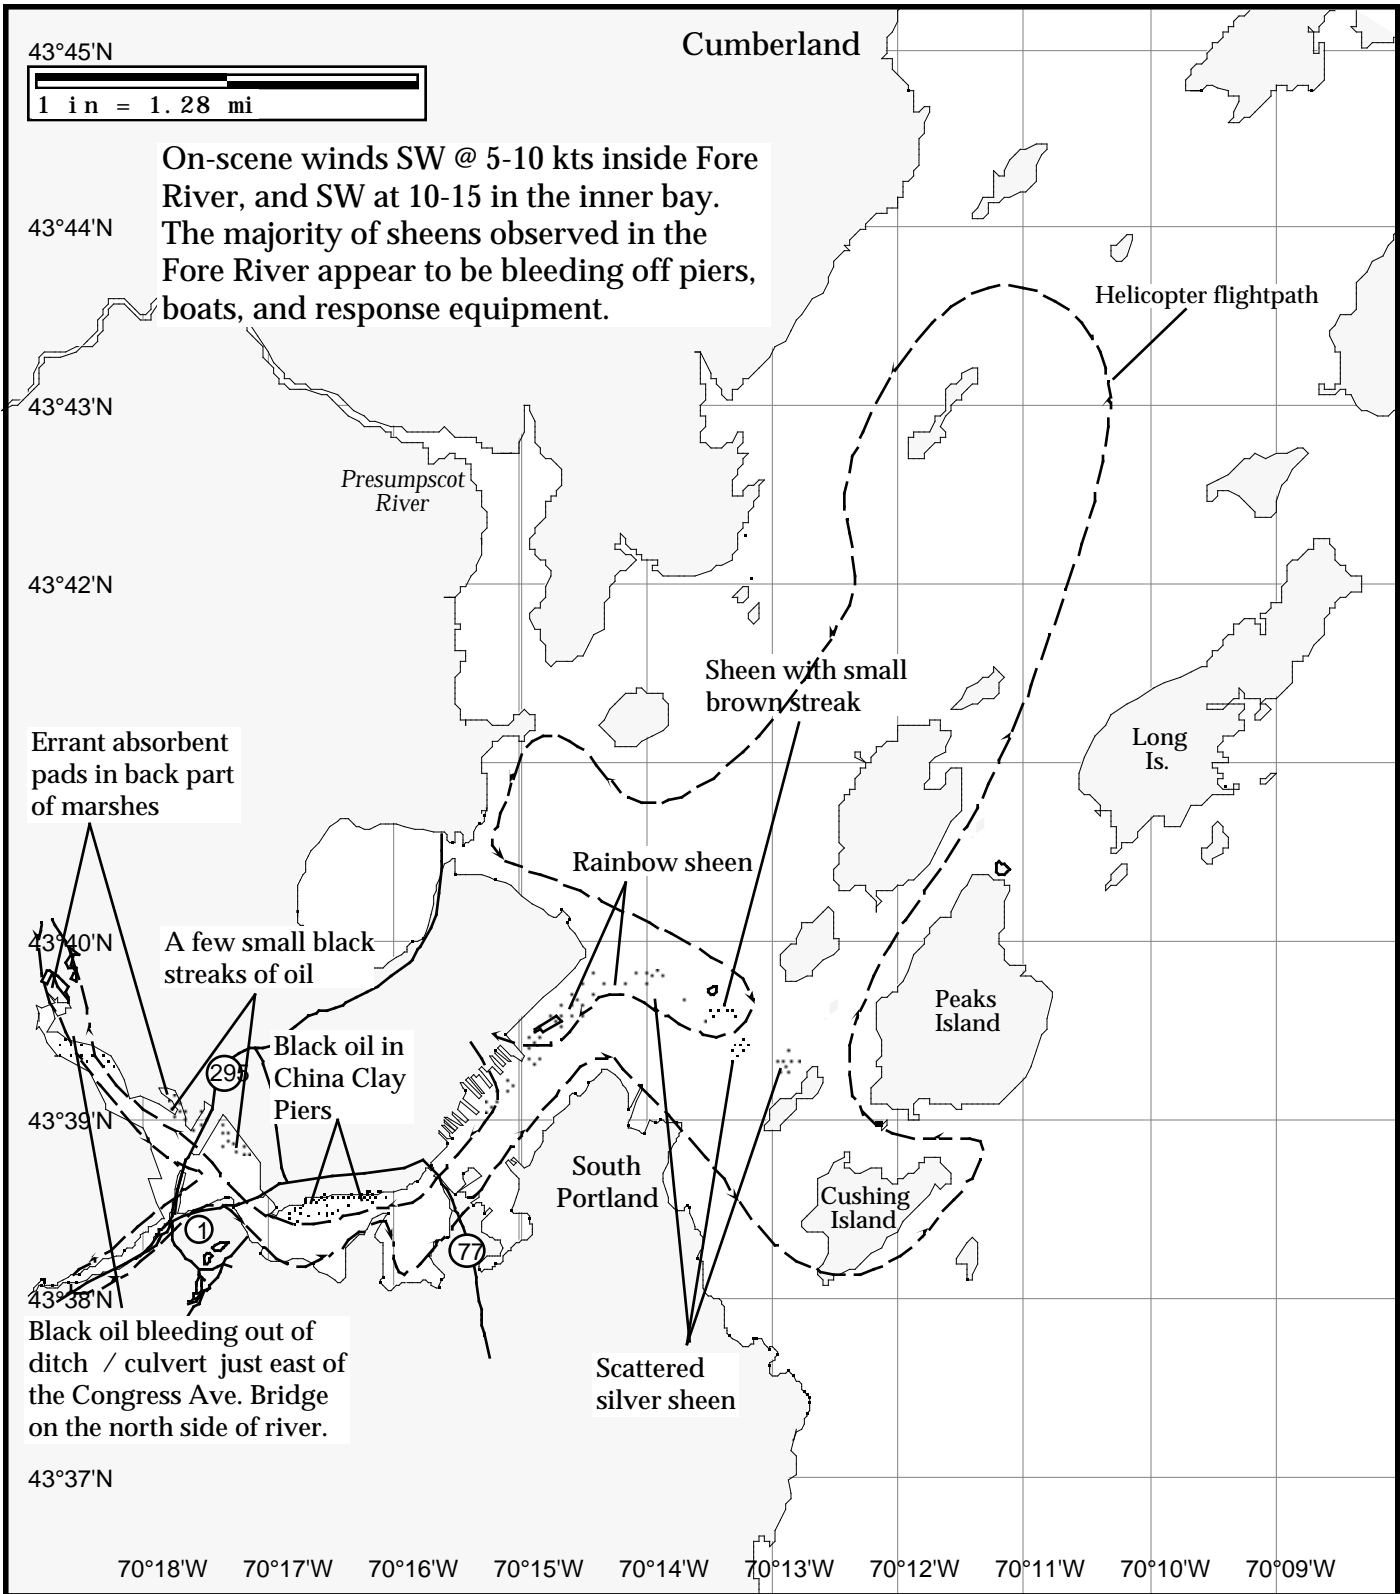 Cumberland
43°45'N
1 in = 1.28 mi
On-scene winds SW @ 5-10 kts inside Fore
River, and SW at 10-15 in the inner bay.
The majority of sheens observed in the
Fore River appear to be bleeding off piers,
boats, and response equipment.
43°44'N
Helicopter flightpath
43°43'N
Presumpscot
River
43°42'N
Sheen with small
brown streak
Errant absorbent
pads in back part
of marshes
Long
Is.
Rainbow sheen
43°40'N
A few small black
streaks of oil
Peaks
Island
295
Black oil in
China Clay
Piers
43°39'N
South
Portland
Cushing
Island
1
77
43°38'N
Black oil bleeding out of
ditch / culvert just east of
the Congress Ave. Bridge
on the north side of river.
Scattered
silver sheen
43°37'N
70°18'W 70°17'W 70°16'W 70°15'W 70°14'W 70°13'W 70°12'W 70°11'W 70°10'W 70°09'W